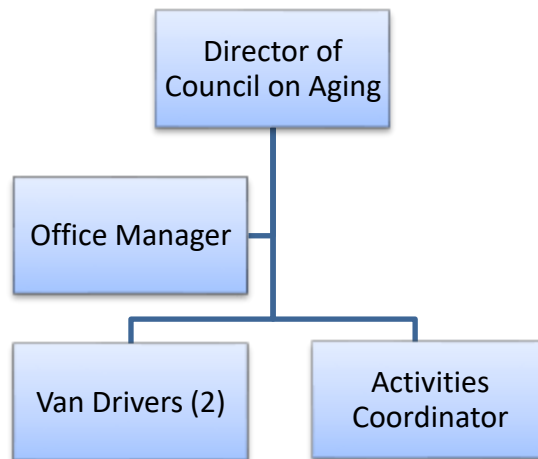 Director of
Council on Aging
Office Manager
Van Drivers (2)
Activities
Coordinator